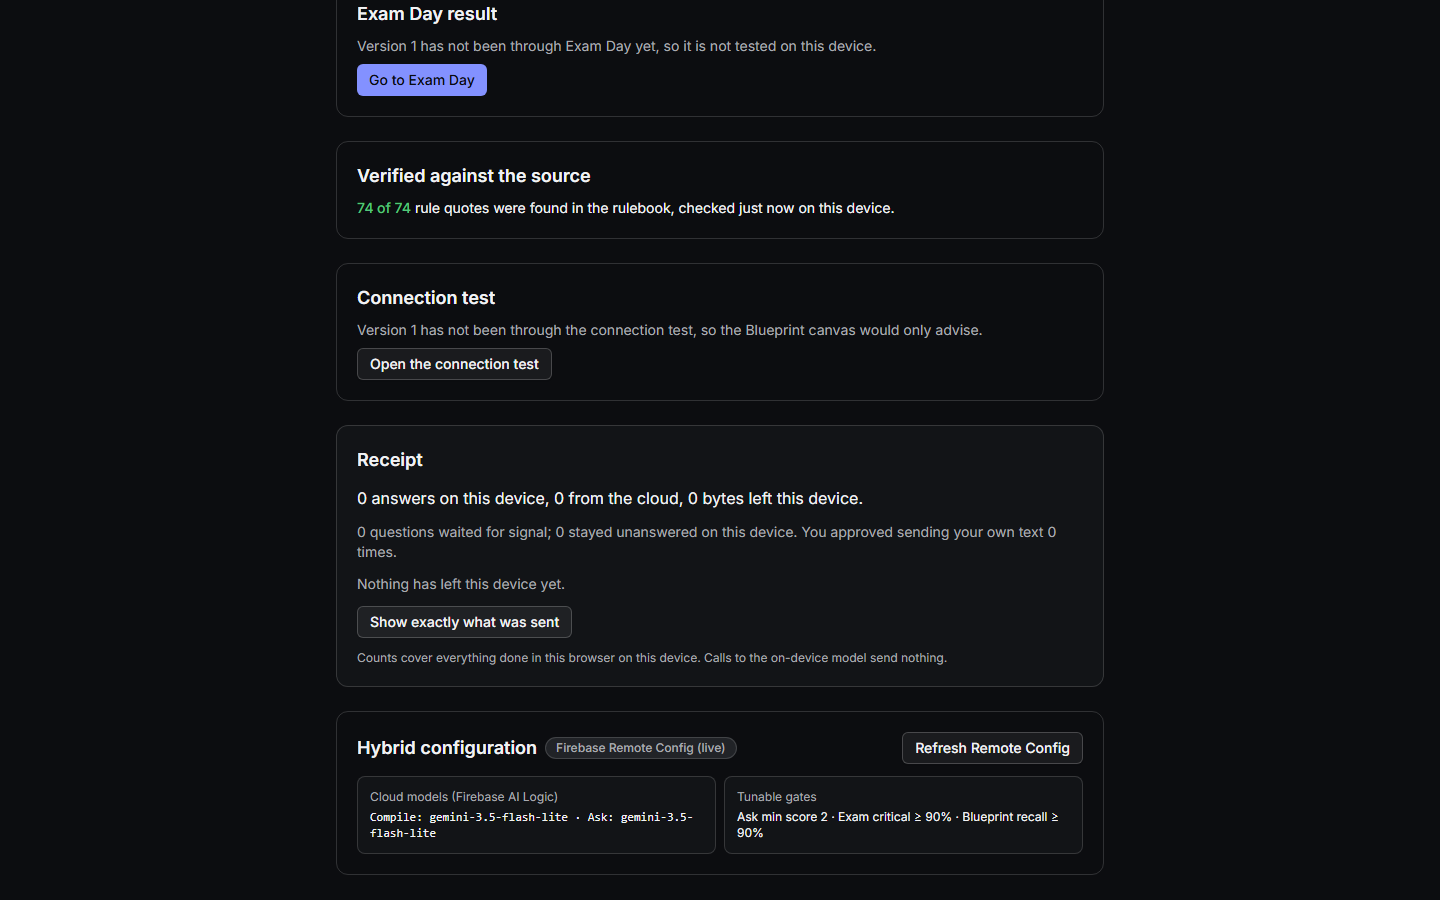 Exam Day result
Version 1 has not been through Exam Day yet, so it is not tested on this device.
Go to Exam Day
Verified against the source
74 of 74 rule quotes were found in the rulebook, checked just now on this device.
Connection test
Version 1 has not been through the connection test, so the Blueprint canvas would only advise.
Open the connection test
Receipt
0 answers on this device, 0 from the cloud, 0 bytes left this device.
0 questions waited for signal; 0 stayed unanswered on this device. You approved sending your own text 0
times.
Nothing has left this device yet.
Show exactly what was sent
Counts cover everything done in this browser on this device. Calls to the on-device model send nothing.
Hybrid configuration
Firebase Remote Config (live)
Refresh Remote Config
Cloud models (Firebase AI Logic)
Compile: gemini-3.5-flash-lite · Ask: gemini-3.5-
flash-lite
Tunable gates
Ask min score 2 · Exam critical ≥ 90% · Blueprint recall ≥
90%